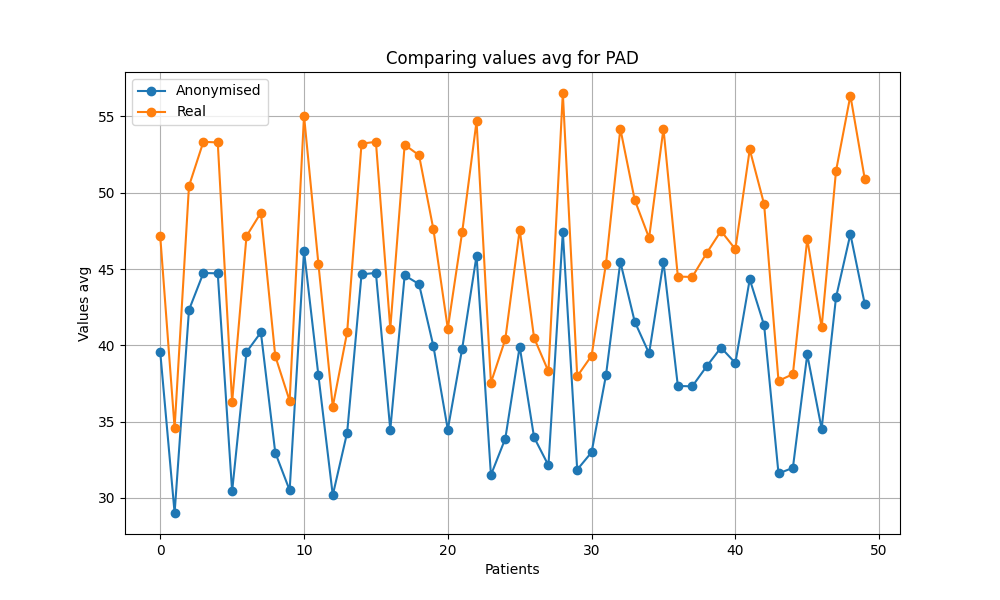 Comparing values avg for PAD
Anonymised
Real
55
50
45
40
35
30
Values avg
0 10 20 30 40 50
Patients